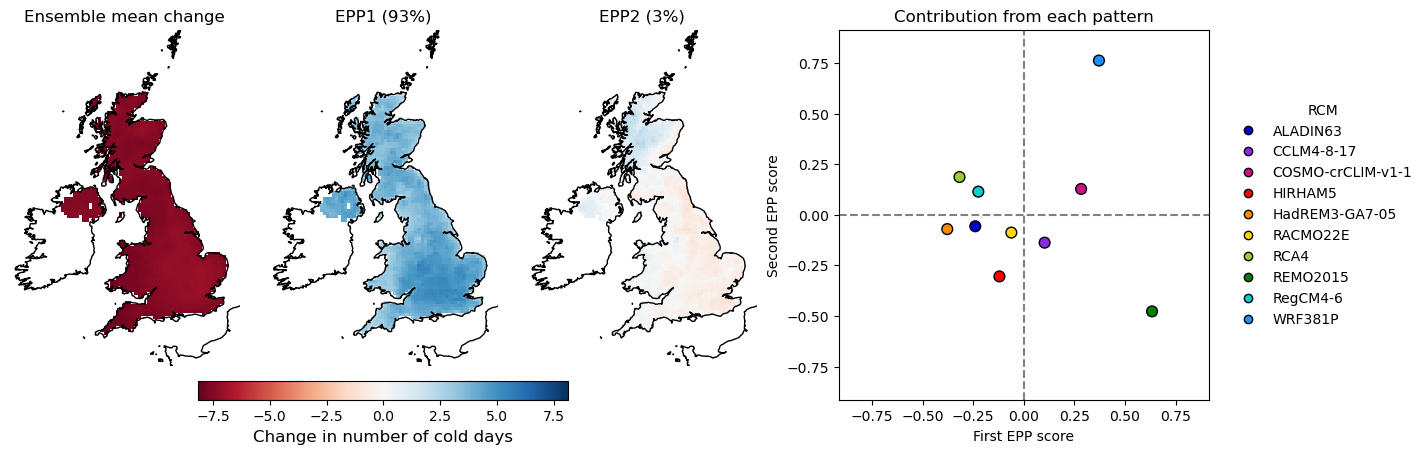 Ensemble mean change
EPP1 (93%)
EPP2 (3%)
Contribution from each pattern
−7.5
−5.0
−2.5
0.0
2.5
5.0
7.5
Change in number of cold days
Second EPP score
0.75
0.50
0.25
0.00
−0.25
−0.50
−0.75
−0.75
−0.50
−0.25
0.00
0.25
0.50
0.75
First EPP score
RCM
ALADIN63
CCLM4-8-17
COSMO-crCLIM-v1-1
HIRHAM5
HadREM3-GA7-05
RACMO22E
RCA4
REMO2015
RegCM4-6
WRF381P